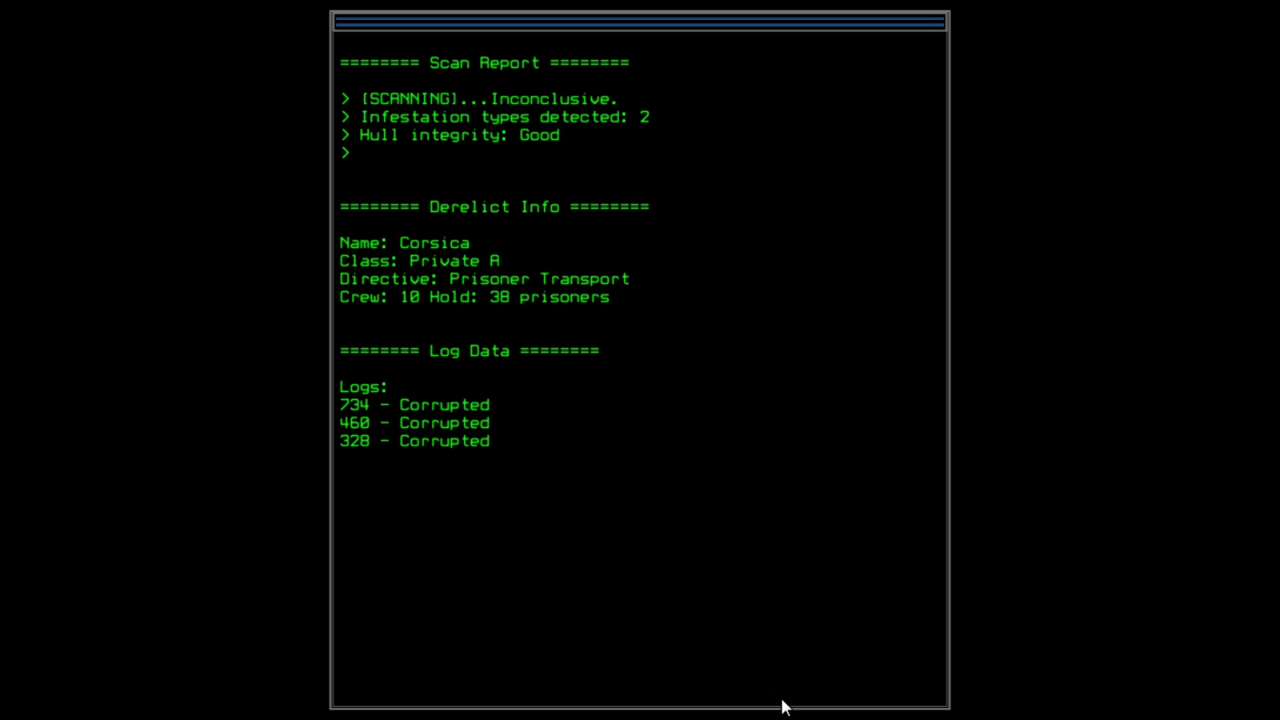 ======== Scan Report ========
> [SCANNING]...Inconclusive.
> Infestation types detected: 2
> Hull integrity: Good
>
======== Derelict Info ========
Name: Corsica
Class: Private A
Directive: Prisoner Transport
Crew: 10 Hold: 38 prisoners
======== Log Data ========
Logs:
734 - Corrupted
460 - Corrupted
328 - Corrupted